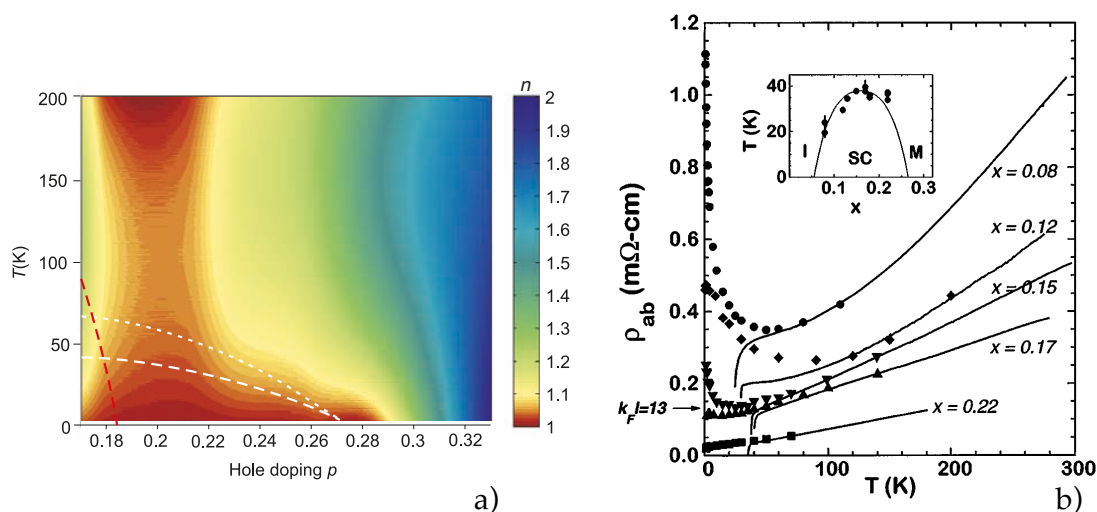 n
200
150
100
50
0
T(K)
0.18
0.2
0.22
0.24
0.26
0.28
0.3
0.32
Hole doping p
2
1.9
1.8
1.7
1.6
1.5
1.4
1.3
1.2
1.1
1
a)
1.2
1.0
0.8
0.6
0.4
0.2
0.0
ρab (mΩ-cm)
kFl=13
0
100
200
300
T (K)
40
20
0
T (K)
I
SC
M
0.1
0.2
0.3
X
x = 0.08
x = 0.12
x = 0.15
x = 0.17
x = 0.22
b)